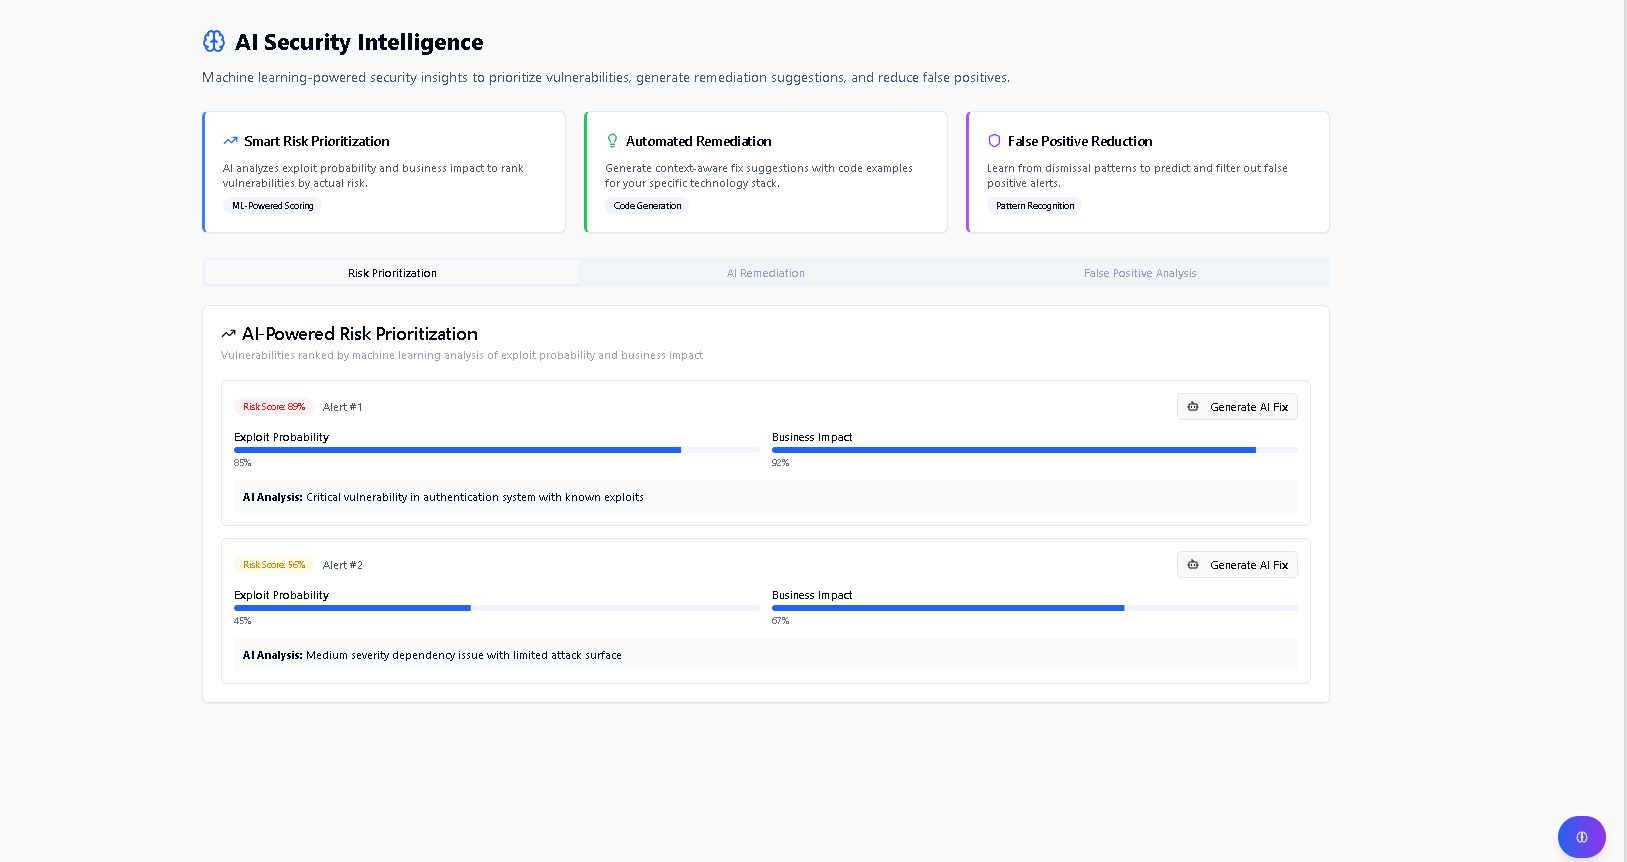 AI Security Intelligence
Machine learning-powered security insights to prioritize vulnerabilities, generate remediation suggestions, and reduce false positives.
Smart Risk Prioritization
AI analyzes exploit probability and business impact to rank
vulnerabilities by actual risk.
ML-Powered Scoring
Automated Remediation
Generate context-aware fix suggestions with code examples
for your specific technology stack.
Code Generation
False Positive Reduction
Learn from dismissal patterns to predict and filter out false
positive alerts.
Pattern Recognition
Risk Prioritization
AI Remediation
False Positive Analysis
AI-Powered Risk Prioritization
Vulnerabilities ranked by machine learning analysis of exploit probability and business impact
Risk Score: 89% Alert #1
Generate AI Fix
Exploit Probability
85%
Business Impact
92%
AI Analysis: Critical vulnerability in authentication system with known exploits
Risk Score: 56% Alert #2
Generate AI Fix
Exploit Probability
45%
Business Impact
67%
AI Analysis: Medium severity dependency issue with limited attack surface